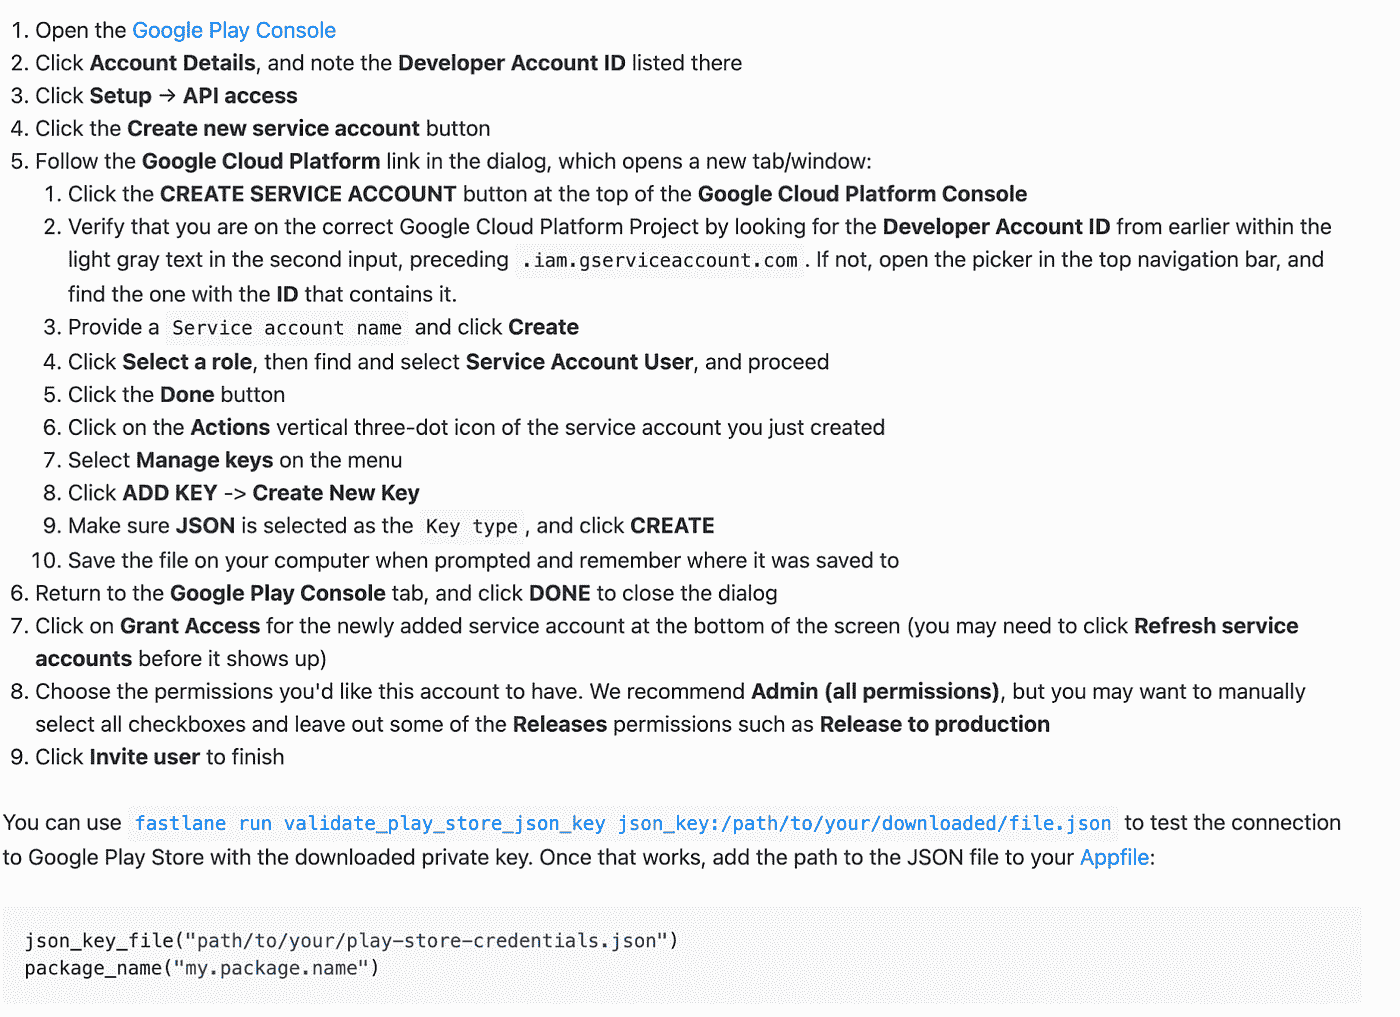 1. Open the Google Play Console
2. Click Account Details, and note the Developer Account ID listed there
3. Click Setup → API access
4. Click the Create new service account button
5. Follow the Google Cloud Platform link in the dialog, which opens a new tab/window:
1. Click the CREATE SERVICE ACCOUNT button at the top of the Google Cloud Platform Console
2. Verify that you are on the correct Google Cloud Platform Project by looking for the Developer Account ID from earlier within the
light gray text in the second input, preceding .iam.gserviceaccount.com . If not, open the picker in the top navigation bar, and
find the one with the ID that contains it.
3. Provide a Service account name and click Create
4. Click Select a role, then find and select Service Account User, and proceed
5. Click the Done button
6. Click on the Actions vertical three-dot icon of the service account you just created
7. Select Manage keys on the menu
8. Click ADD KEY -> Create New Key
9. Make sure JSON is selected as the Key type , and click CREATE
10. Save the file on your computer when prompted and remember where it was saved to
6. Return to the Google Play Console tab, and click DONE to close the dialog
7. Click on Grant Access for the newly added service account at the bottom of the screen (you may need to click Refresh service
accounts before it shows up)
8. Choose the permissions you'd like this account to have. We recommend Admin (all permissions), but you may want to manually
select all checkboxes and leave out some of the Releases permissions such as Release to production
9. Click Invite user to finish
You can use fastlane run validate_play_store_json_key json_key:/path/to/your/downloaded/file.json to test the connection
to Google Play Store with the downloaded private key. Once that works, add the path to the JSON file to your Appfile:
json_key_file("path/to/your/play-store-credentials.json")
package_name("my.package.name")